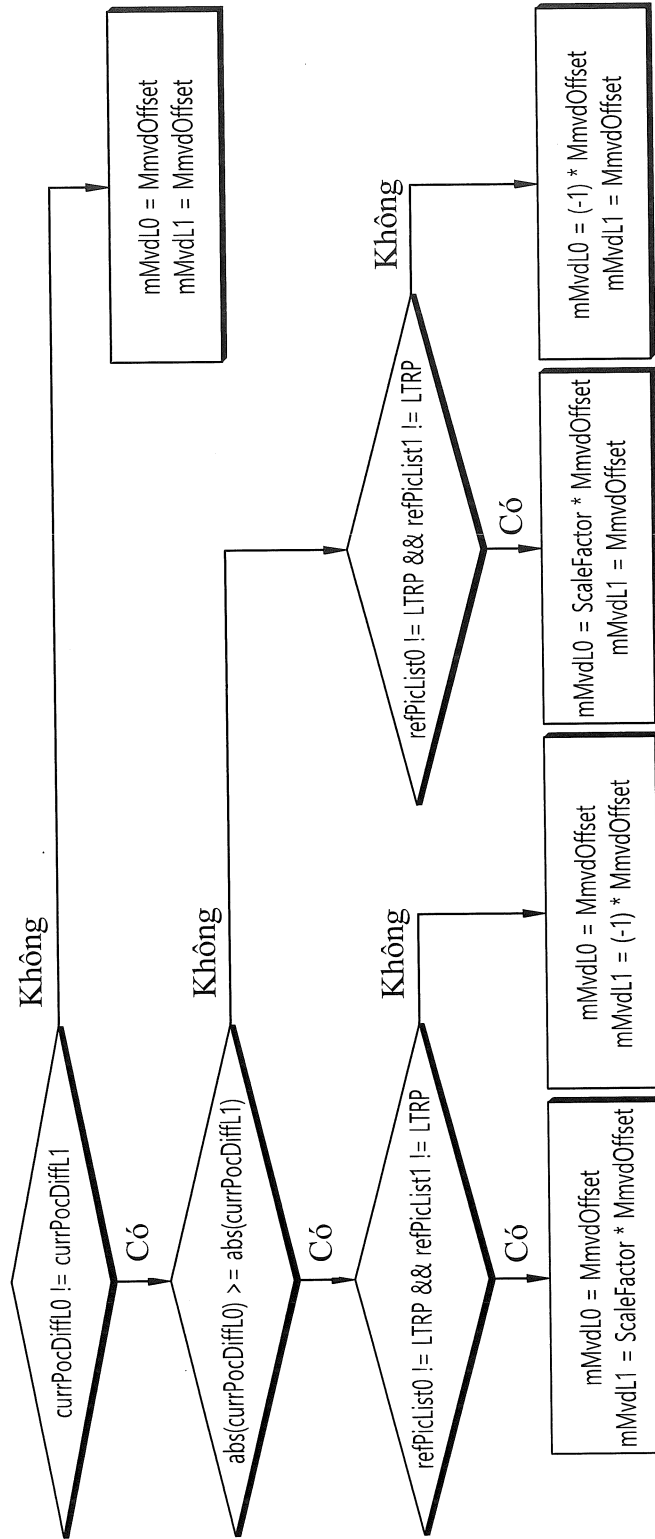 currPocDiffL0 != currPocDiffL1
Không
mMvdL0 = MmvdOffset
mMvdL1 = MmvdOffset
Có
abs(currPocDiffL0) >= abs(currPocDiffL1)
Không
Có
refPicList0 != LTRP && refPicList1 != LTRP
Không
refPicList0 != LTRP && refPicList1 != LTRP
Không
Có
Có
mMvdL0 = MmvdOffset
mMvdL1 = ScaleFactor * MmvdOffset
mMvdL0 = MmvdOffset
mMvdL1 = (-1) * MmvdOffset
mMvdL0 = ScaleFactor * MmvdOffset
mMvdL1 = MmvdOffset
mMvdL0 = (-1) * MmvdOffset
mMvdL1 = MmvdOffset